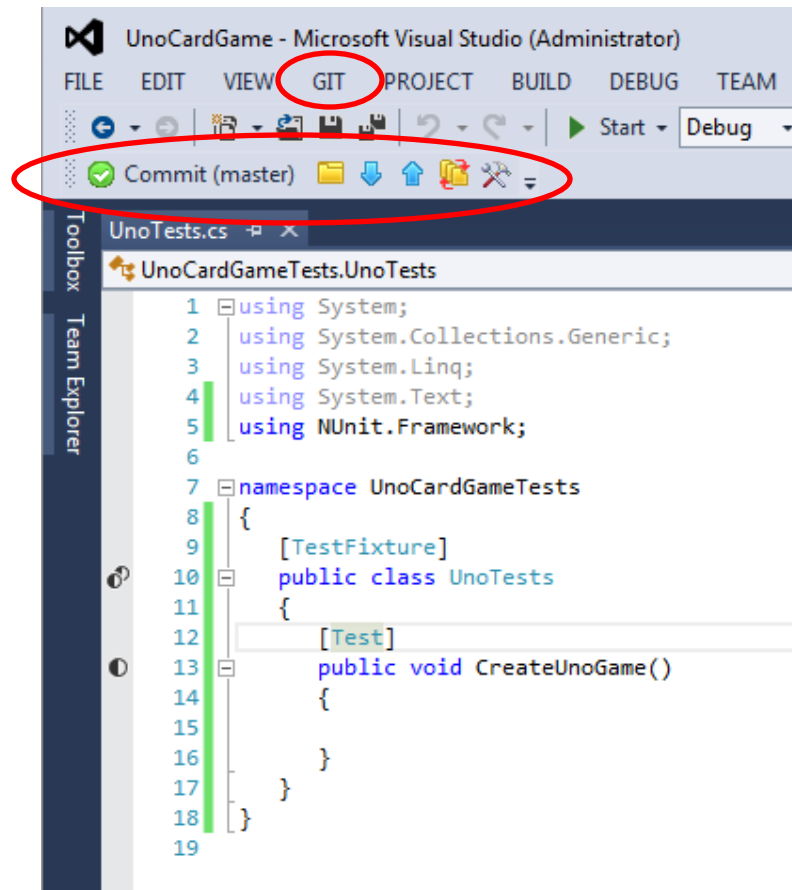 UnoCardGame - Microsoft Visual Studio (Administrator)
FILE EDIT VIEW GIT PROJECT BUILD DEBUG TEAM
Start Debug
Commit (master)
Toolbox
Team Explorer
UnoTests.cs
UnoCardGameTests.UnoTests
1 using System;
2 using System.Collections.Generic;
3 using System.Linq;
4 using System.Text;
5 using NUnit.Framework;
6
7 namespace UnoCardGameTests
8 {
9 [TestFixture]
10 public class UnoTests
11 {
12 [Test]
13 public void CreateUnoGame()
14 {
15
16 }
17 }
18 }
19